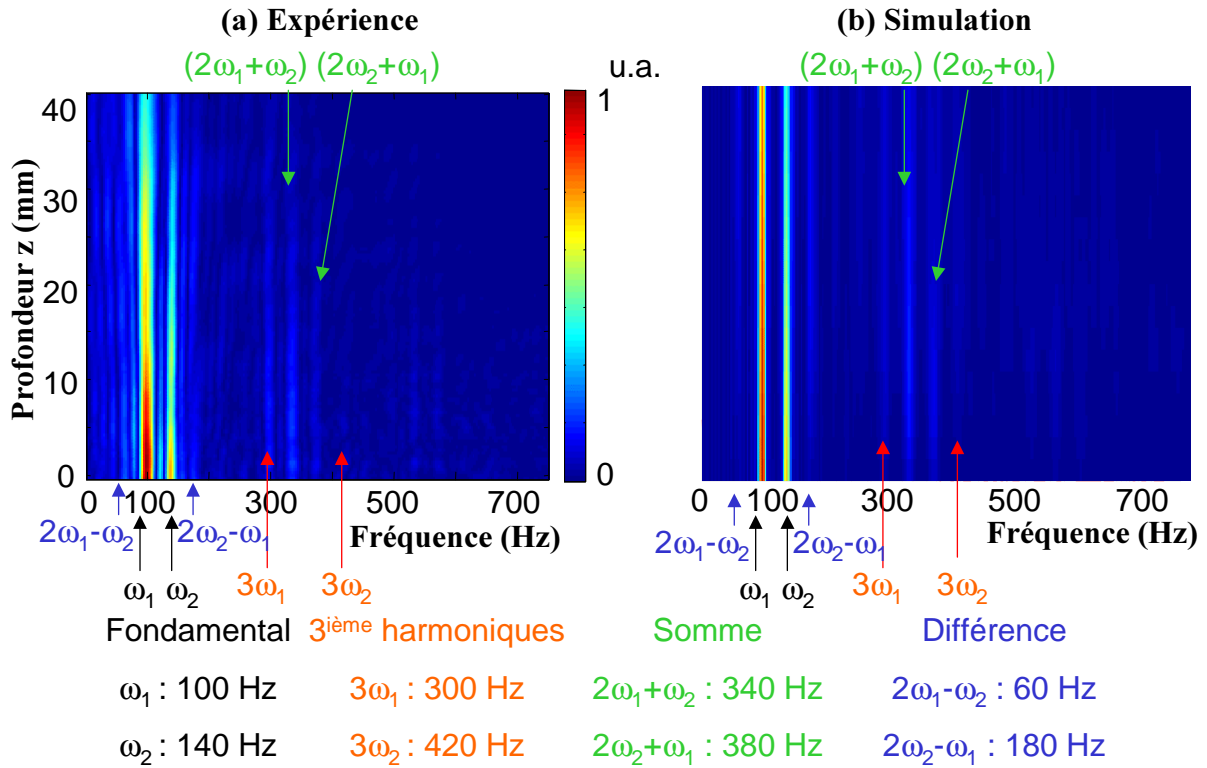 (a) Expérience
(b) Simulation
(2ω₁+ω₂) (2ω₂+ω₁)
u.a.
(2ω₁+ω₂) (2ω₂+ω₁)
Profondeur z (mm)
40
30
20
10
0
1
0
0 100 300 500 700
Fréquence (Hz)
0 100 300 500 700
Fréquence (Hz)
2ω₁-ω₂ 2ω₂-ω₁
2ω₁-ω₂ 2ω₂-ω₁
ω₁ ω₂ 3ω₁ 3ω₂
ω₁ ω₂ 3ω₁ 3ω₂
Fondamental 3ième harmoniques Somme Différence
ω₁ : 100 Hz 3ω₁ : 300 Hz 2ω₁+ω₂ : 340 Hz 2ω₁-ω₂ : 60 Hz
ω₂ : 140 Hz 3ω₂ : 420 Hz 2ω₂+ω₁ : 380 Hz 2ω₂-ω₁ : 180 Hz